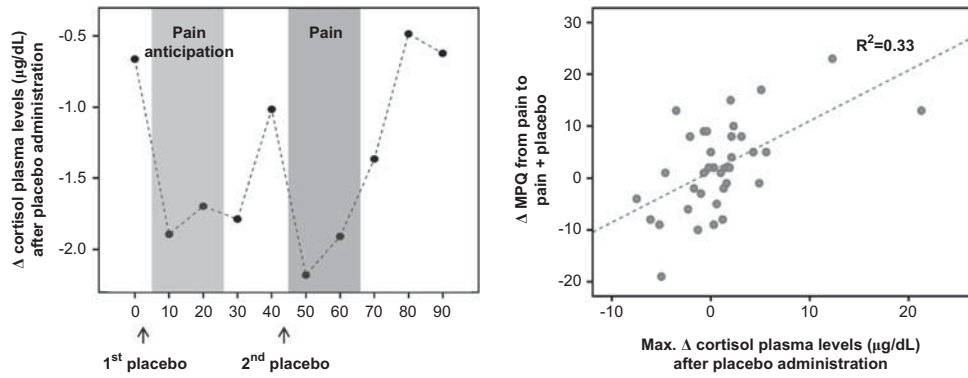 Δ cortisol plasma levels (μg/dL)
after placebo administration
-0.5
-1.0
-1.5
-2.0
Pain
anticipation
Pain
0 10 20 30 40 50 60 70 80 90
1st placebo
2nd placebo
Δ MPQ from pain to
pain + placebo
30
20
10
0
-10
-20
R2=0.33
-10 0 10 20
Max. Δ cortisol plasma levels (μg/dL)
after placebo administration